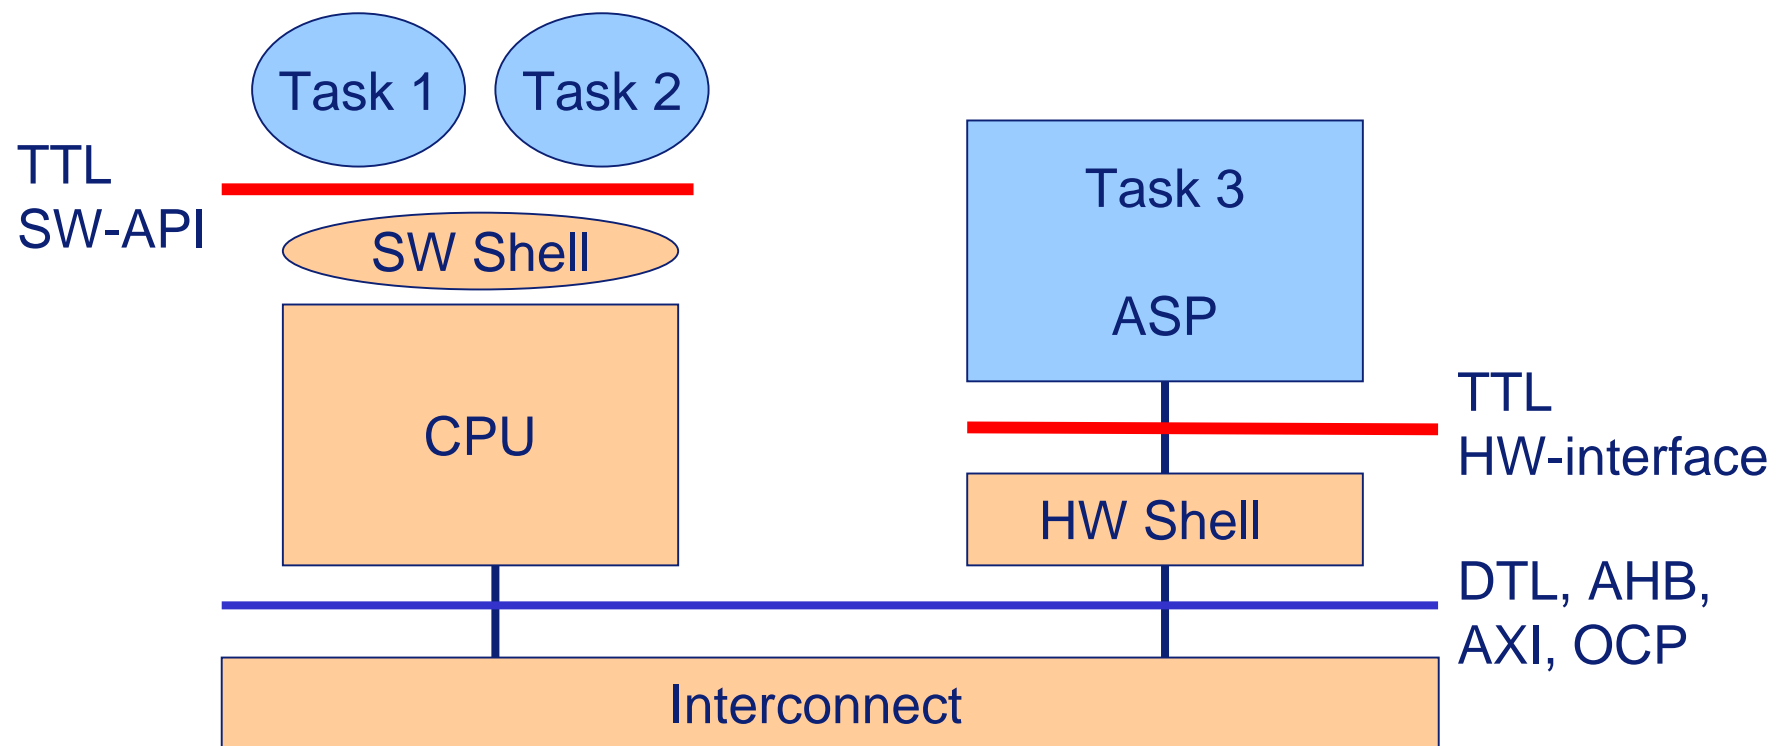 Task 1
Task 2
TTL
SW-API
SW Shell
CPU
Task 3
ASP
TTL
HW-interface
HW Shell
DTL, AHB,
AXI, OCP
Interconnect